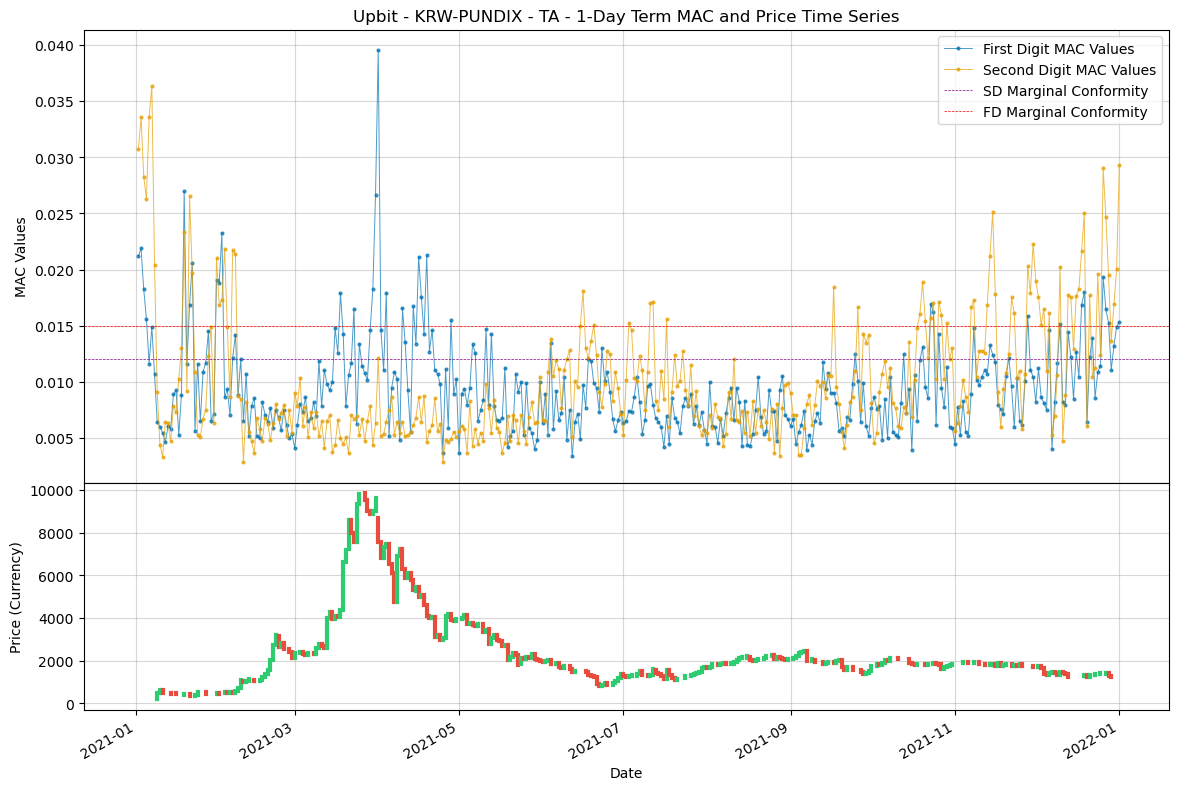 Upbit - KRW-PUNDIX - TA - 1-Day Term MAC and Price Time Series
First Digit MAC Values
Second Digit MAC Values
SD Marginal Conformity
FD Marginal Conformity
MAC Values
0.040
0.035
0.030
0.025
0.020
0.015
0.010
0.005
Price (Currency)
10000
8000
6000
4000
2000
0
2021-01
2021-03
2021-05
2021-07
2021-09
2021-11
2022-01
Date